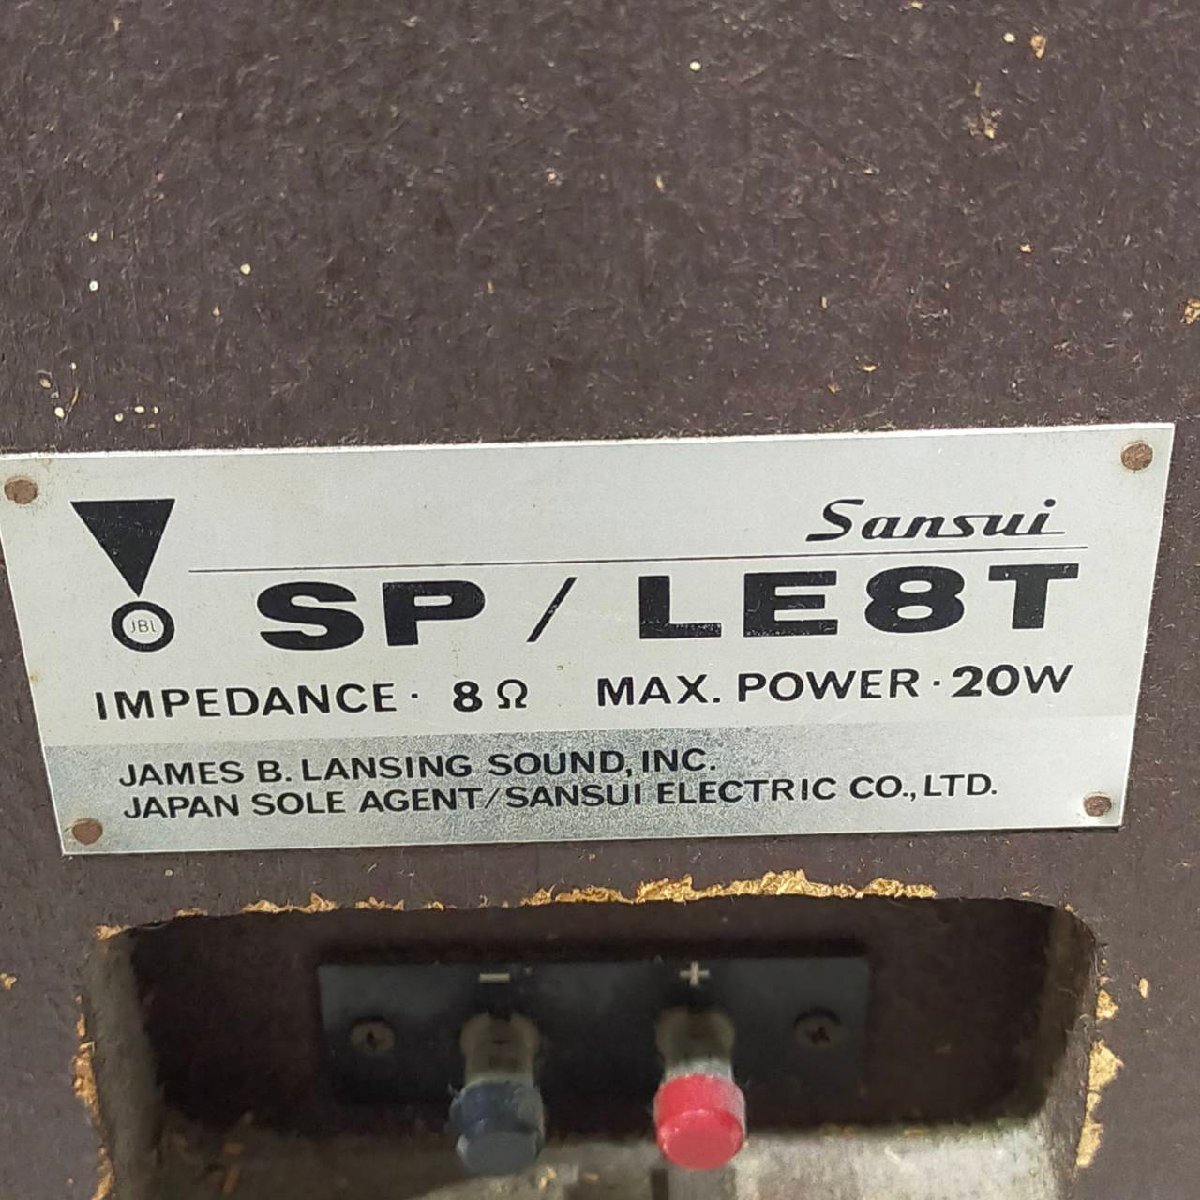 Sansui
JBL
SP / LE8T
IMPEDANCE · 8Ω MAX. POWER · 20W
JAMES B. LANSING SOUND, INC.
JAPAN SOLE AGENT/SANSUI ELECTRIC CO., LTD.
− +